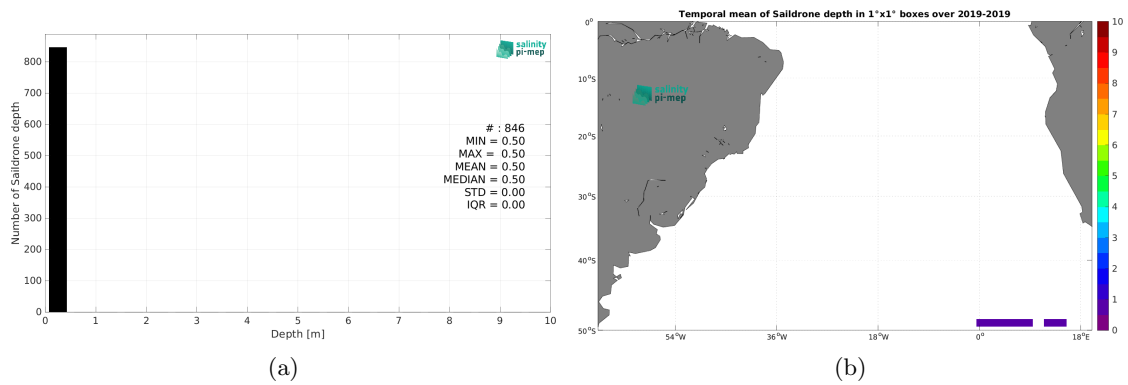 Number of Saildrone depth
800
700
600
500
400
300
200
100
0
0 1 2 3 4 5 6 7 8 9 10
Depth [m]
salinity
pi-mep
# : 846
MIN = 0.50
MAX = 0.50
MEAN = 0.50
MEDIAN = 0.50
STD = 0.00
IQR = 0.00
(a)
Temporal mean of Saildrone depth in 1°x1° boxes over 2019-2019
0°
10°S
20°S
30°S
40°S
50°S
54°W 36°W 18°W 0° 18°E
salinity
pi-mep
10
9
8
7
6
5
4
3
2
1
0
(b)